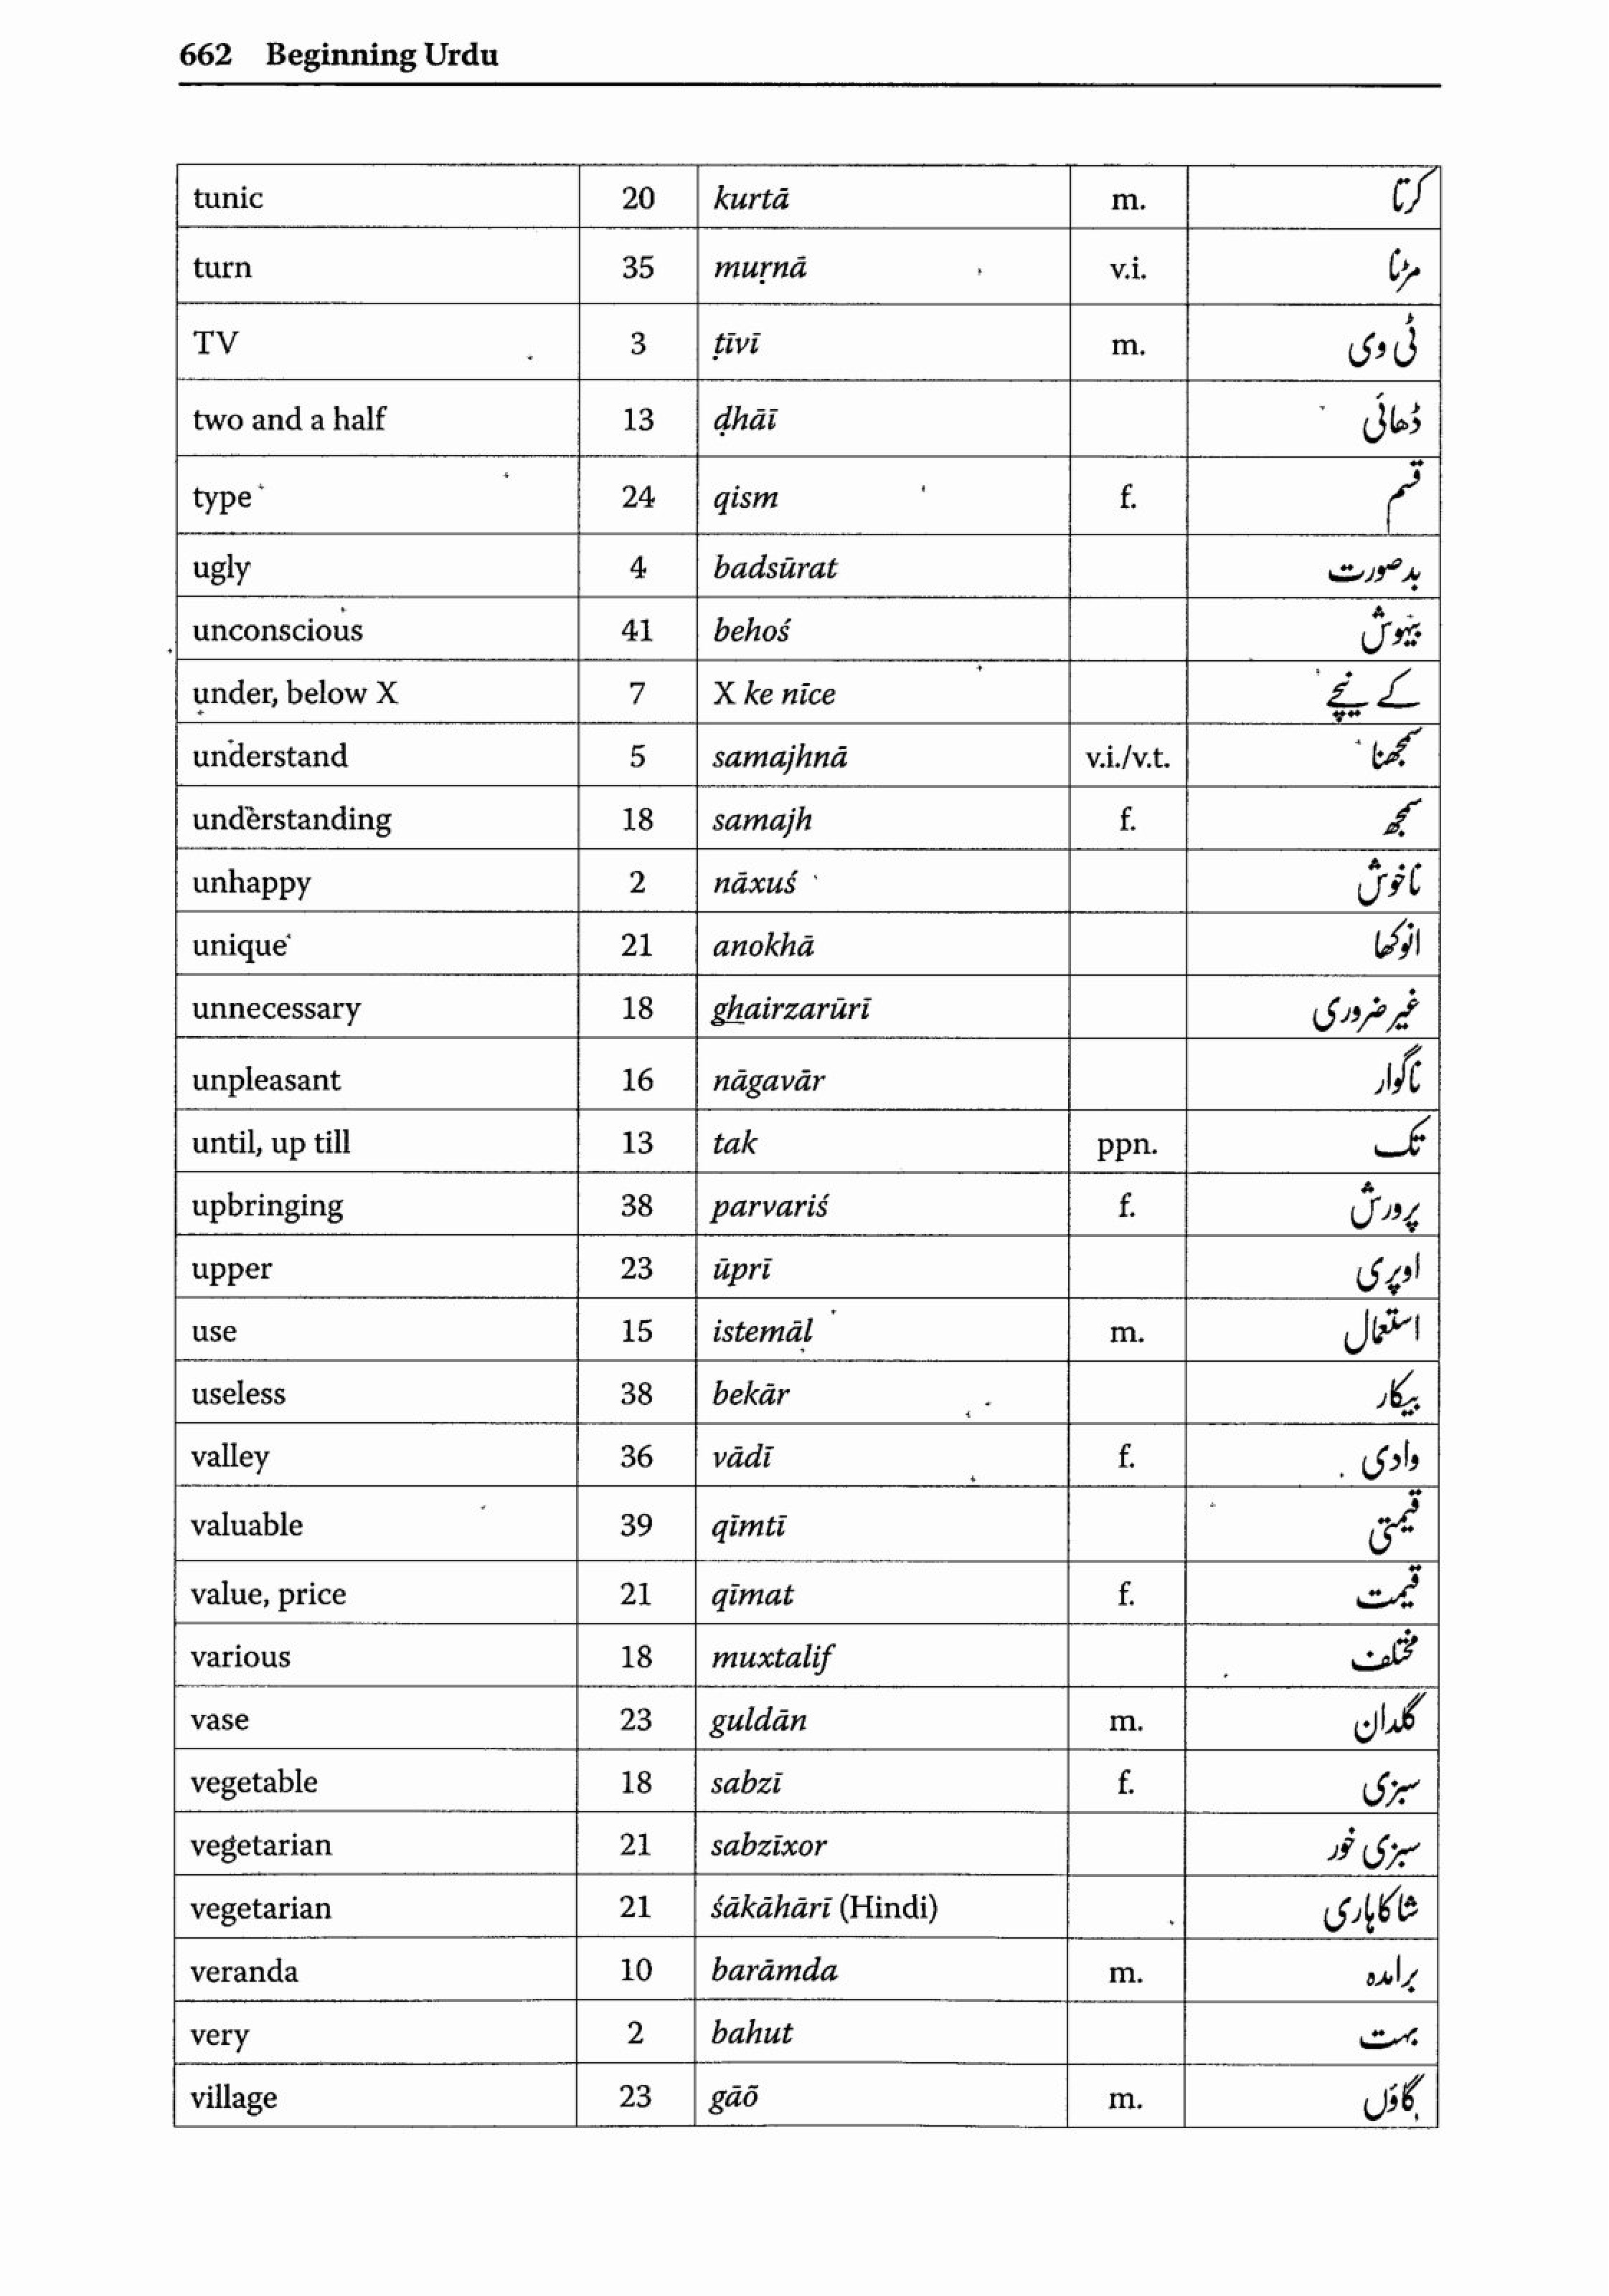 662 Beginning Urdu
tunic 20 kurtā m. کرتا
turn 35 muṛnā v.i. مڑنا
TV 3 ṭīvī m. ٹی وی
two and a half 13 ḍhāī ڈھائی
type 24 qism f. قسم
ugly 4 badsūrat بدصورت
unconscious 41 behoś بیہوش
under, below X 7 X ke nīce کے نیچے
understand 5 samajhnā v.i./v.t. سمجھنا
understanding 18 samajh f. سمجھ
unhappy 2 nāxuś ناخوش
unique 21 anokhā انوکھا
unnecessary 18 ghairzarūrī غیر ضروری
unpleasant 16 nāgavār ناگوار
until, up till 13 tak ppn. تک
upbringing 38 parvariś f. پرورش
upper 23 ūprī اوپری
use 15 istemāl m. استعمال
useless 38 bekār بیکار
valley 36 vādī f. وادی
valuable 39 qīmtī قیمتی
value, price 21 qīmat f. قیمت
various 18 muxtalif مختلف
vase 23 guldān m. گلدان
vegetable 18 sabzī f. سبزی
vegetarian 21 sabzīxor سبزی خور
vegetarian 21 śākāhārī (Hindi) شاکاہاری
veranda 10 barāmda m. برامدہ
very 2 bahut بہت
village 23 gāõ m. گاؤں